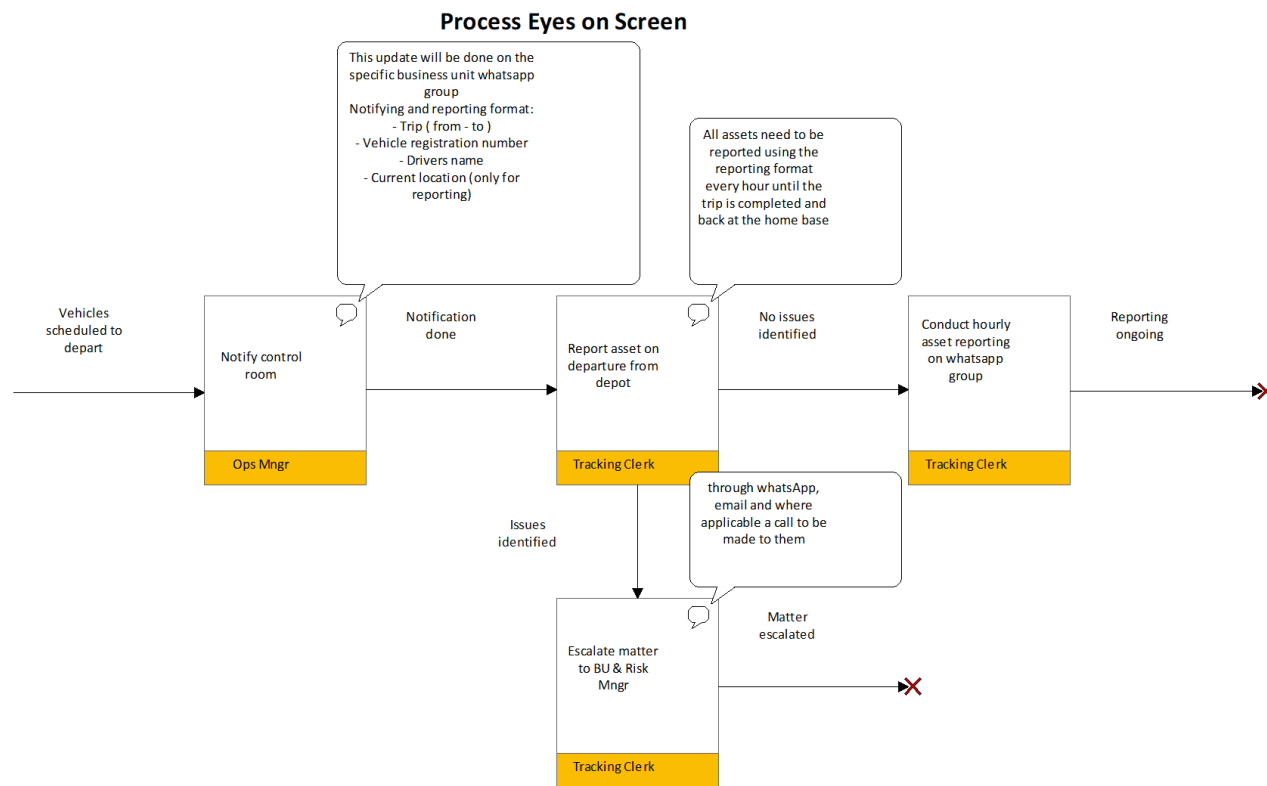 Process Eyes on Screen
This update will be done on the
specific business unit whatsapp
group
Notifying and reporting format:
- Trip ( from - to )
- Vehicle registration number
- Drivers name
- Current location (only for
reporting)
All assets need to be
reported using the
reporting format
every hour until the
trip is completed and
back at the home base
Vehicles
scheduled to
depart
Notify control
room
Ops Mngr
Notification
done
Report asset on
departure from
depot
Tracking Clerk
No issues
identified
Conduct hourly
asset reporting
on whatsapp
group
Tracking Clerk
Reporting
ongoing
Issues
identified
through whatsApp,
email and where
applicable a call to be
made to them
Escalate matter
to BU & Risk
Mngr
Tracking Clerk
Matter
escalated